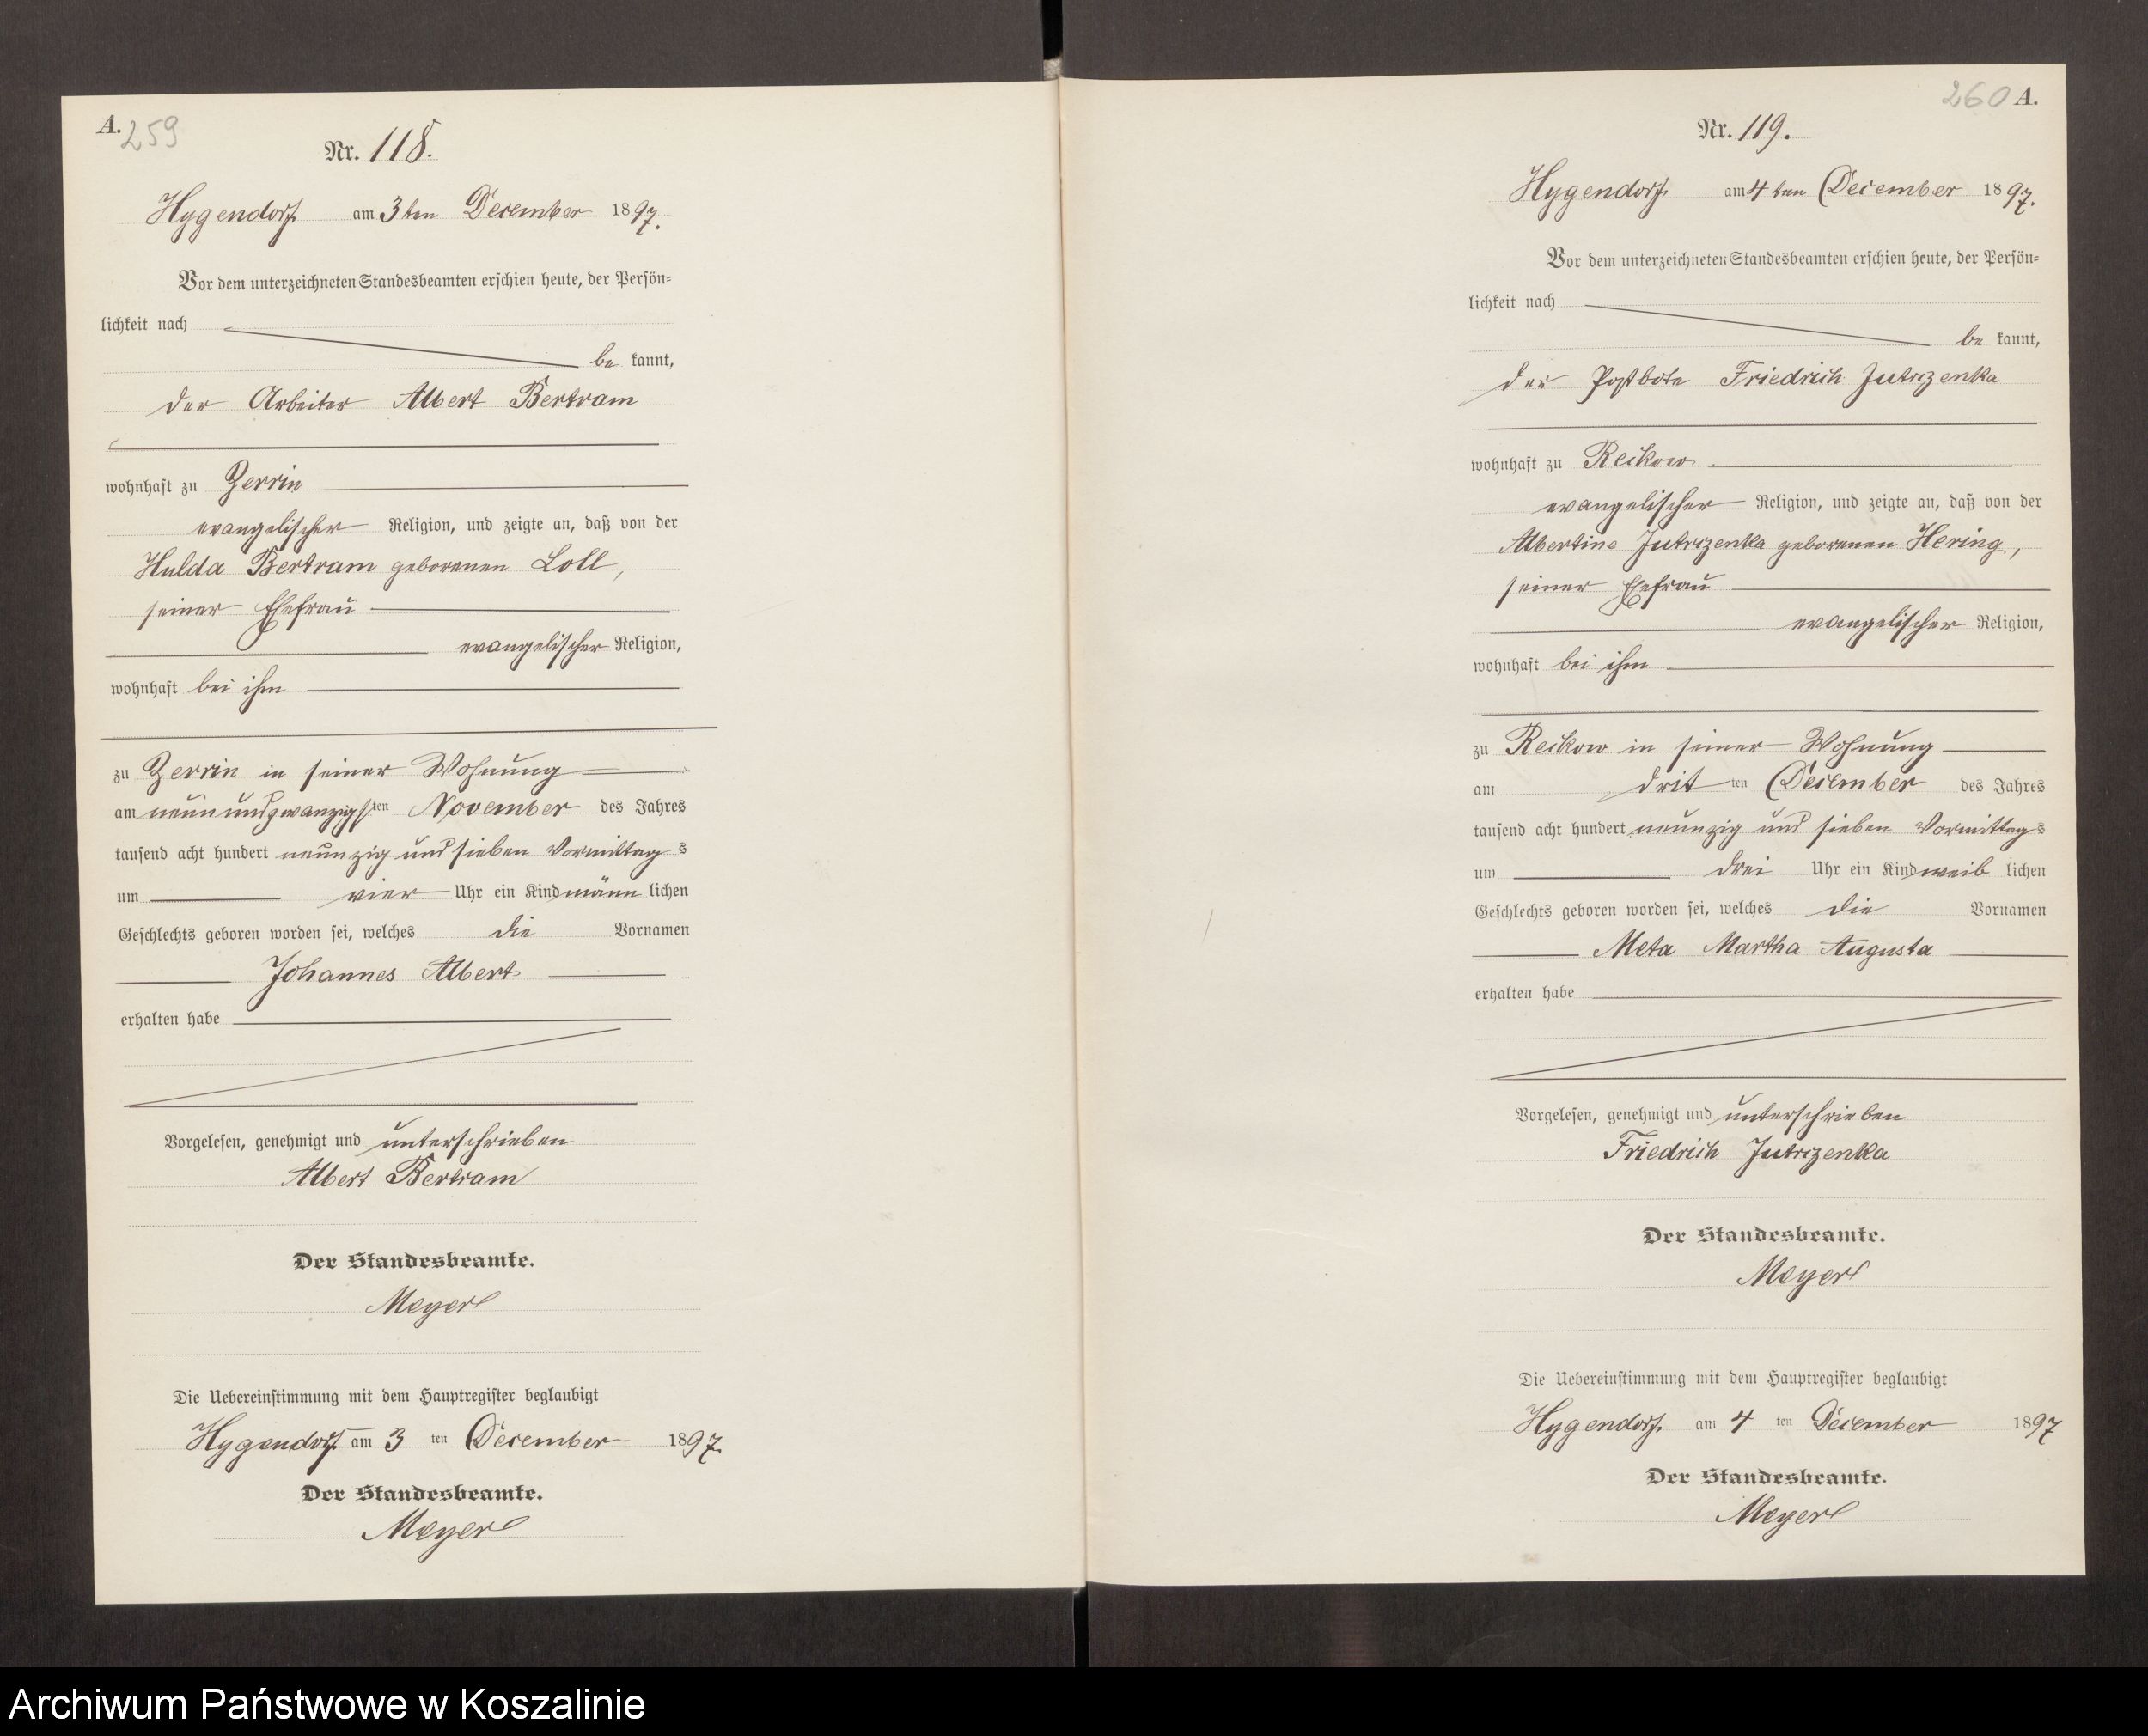 A.
259
Nr. 118.
Hygendorf am 3ten December 1897.
Vor dem unterzeichneten Standesbeamten erschien heute, der Persön-
lichkeit nach
be kannt,
der Arbeiter Albert Bertram
wohnhaft zu Zerrin
evangelischer Religion, und zeigte an, daß von der
Hulda Bertram geborenen Loll,
seiner Ehefrau
evangelischer Religion,
wohnhaft bei ihm
zu Zerrin in seiner Wohnung
am neunundzwanzigsten November des Jahres
tausend acht hundert neunzig und sieben Vormittags
um vier Uhr ein Kind männlichen
Geschlechts geboren worden sei, welches die Vornamen
Johannes Albert
erhalten habe
Vorgelesen, genehmigt und unterschrieben
Albert Bertram
Der Standesbeamte.
Meyer
Die Uebereinstimmung mit dem Hauptregister beglaubigt
Hygendorf am 3 ten December 1897.
Der Standesbeamte.
Meyer
260 A.
Nr. 119.
Hygendorf am 4ten December 1897.
Vor dem unterzeichneten Standesbeamten erschien heute, der Persön-
lichkeit nach
be kannt,
der Postbote Friedrich Jutrzenka
wohnhaft zu Reikow
evangelischer Religion, und zeigte an, daß von der
Albertine Jutrzenka geborenen Hering,
seiner Ehefrau
evangelischer Religion,
wohnhaft bei ihm
zu Reikow in seiner Wohnung
am dritten December des Jahres
tausend acht hundert neunzig und sieben Vormittags
um drei Uhr ein Kind weiblichen
Geschlechts geboren worden sei, welches die Vornamen
Meta Martha Augusta
erhalten habe
Vorgelesen, genehmigt und unterschrieben
Friedrich Jutrzenka
Der Standesbeamte.
Meyer
Die Uebereinstimmung mit dem Hauptregister beglaubigt
Hygendorf am 4 ten December 1897
Der Standesbeamte.
Meyer
Archiwum Państwowe w Koszalinie